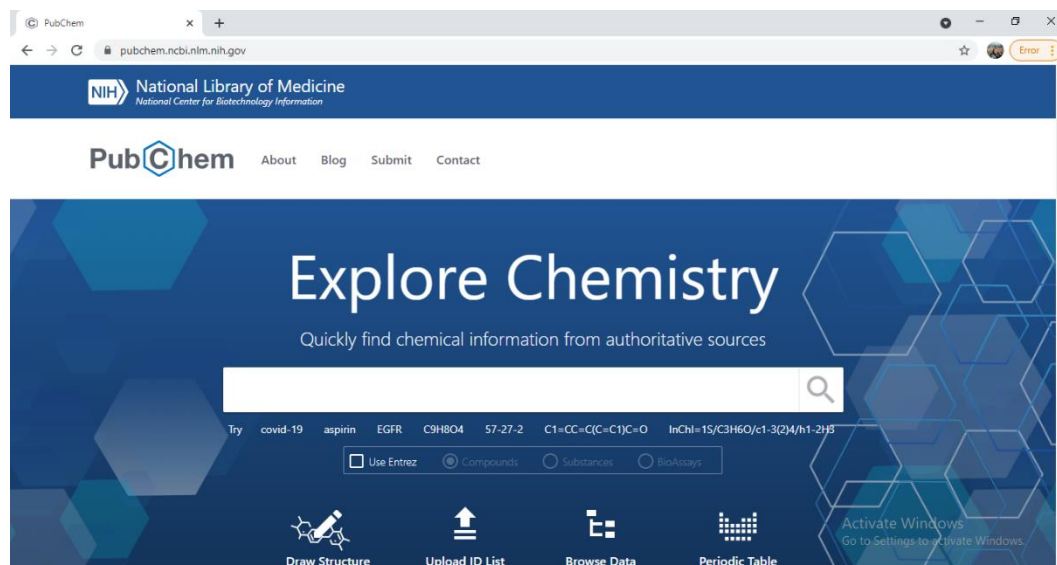 PubChem
pubchem.ncbi.nlm.nih.gov
Error
NIH National Library of Medicine
National Center for Biotechnology Information
PubChem About Blog Submit Contact
Explore Chemistry
Quickly find chemical information from authoritative sources
Try covid-19 aspirin EGFR C9H8O4 57-27-2 C1=CC=C(C=C1)C=O InChI=1S/C3H6O/c1-3(2)4/h1-2H3
Use Entrez Compounds Substances BioAssays
Draw Structure Upload ID List Browse Data Periodic Table
Activate Windows
Go to Settings to activate Windows.